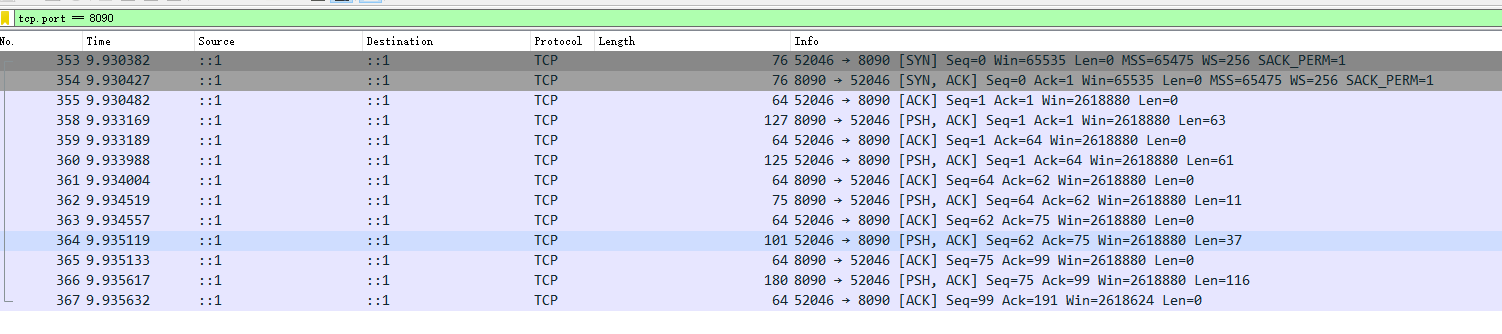 tcp.port == 8090
No. Time Source Destination Protocol Length Info
353 9.930382 ::1 ::1 TCP 76 52046 → 8090 [SYN] Seq=0 Win=65535 Len=0 MSS=65475 WS=256 SACK_PERM=1
354 9.930427 ::1 ::1 TCP 76 8090 → 52046 [SYN, ACK] Seq=0 Ack=1 Win=65535 Len=0 MSS=65475 WS=256 SACK_PERM=1
355 9.930482 ::1 ::1 TCP 64 52046 → 8090 [ACK] Seq=1 Ack=1 Win=2618880 Len=0
358 9.933169 ::1 ::1 TCP 127 8090 → 52046 [PSH, ACK] Seq=1 Ack=1 Win=2618880 Len=63
359 9.933189 ::1 ::1 TCP 64 52046 → 8090 [ACK] Seq=1 Ack=64 Win=2618880 Len=0
360 9.933988 ::1 ::1 TCP 125 52046 → 8090 [PSH, ACK] Seq=1 Ack=64 Win=2618880 Len=61
361 9.934004 ::1 ::1 TCP 64 8090 → 52046 [ACK] Seq=64 Ack=62 Win=2618880 Len=0
362 9.934519 ::1 ::1 TCP 75 8090 → 52046 [PSH, ACK] Seq=64 Ack=62 Win=2618880 Len=11
363 9.934557 ::1 ::1 TCP 64 52046 → 8090 [ACK] Seq=62 Ack=75 Win=2618880 Len=0
364 9.935119 ::1 ::1 TCP 101 52046 → 8090 [PSH, ACK] Seq=62 Ack=75 Win=2618880 Len=37
365 9.935133 ::1 ::1 TCP 64 8090 → 52046 [ACK] Seq=75 Ack=99 Win=2618880 Len=0
366 9.935617 ::1 ::1 TCP 180 8090 → 52046 [PSH, ACK] Seq=75 Ack=99 Win=2618880 Len=116
367 9.935632 ::1 ::1 TCP 64 52046 → 8090 [ACK] Seq=99 Ack=191 Win=2618624 Len=0